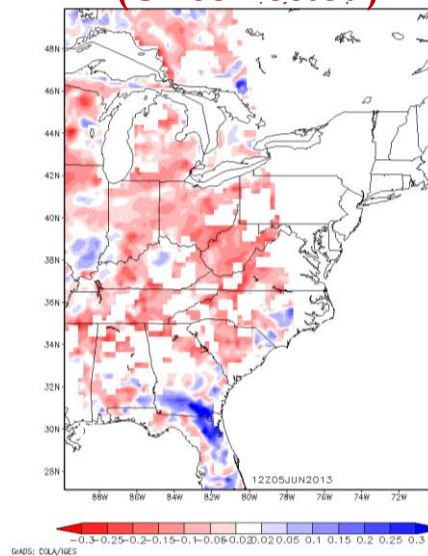 48N
46N
44N
42N
40N
38N
36N
34N
32N
30N
28N
12Z05JUN2013
88W 86W 84W 82W 80W 78W 76W 74W 72W
-0.3 -0.25 -0.2 -0.15 -0.1 -0.05 -0.02 0.02 0.05 0.1 0.15 0.2 0.25 0.3
GrADS: COLA/IGES